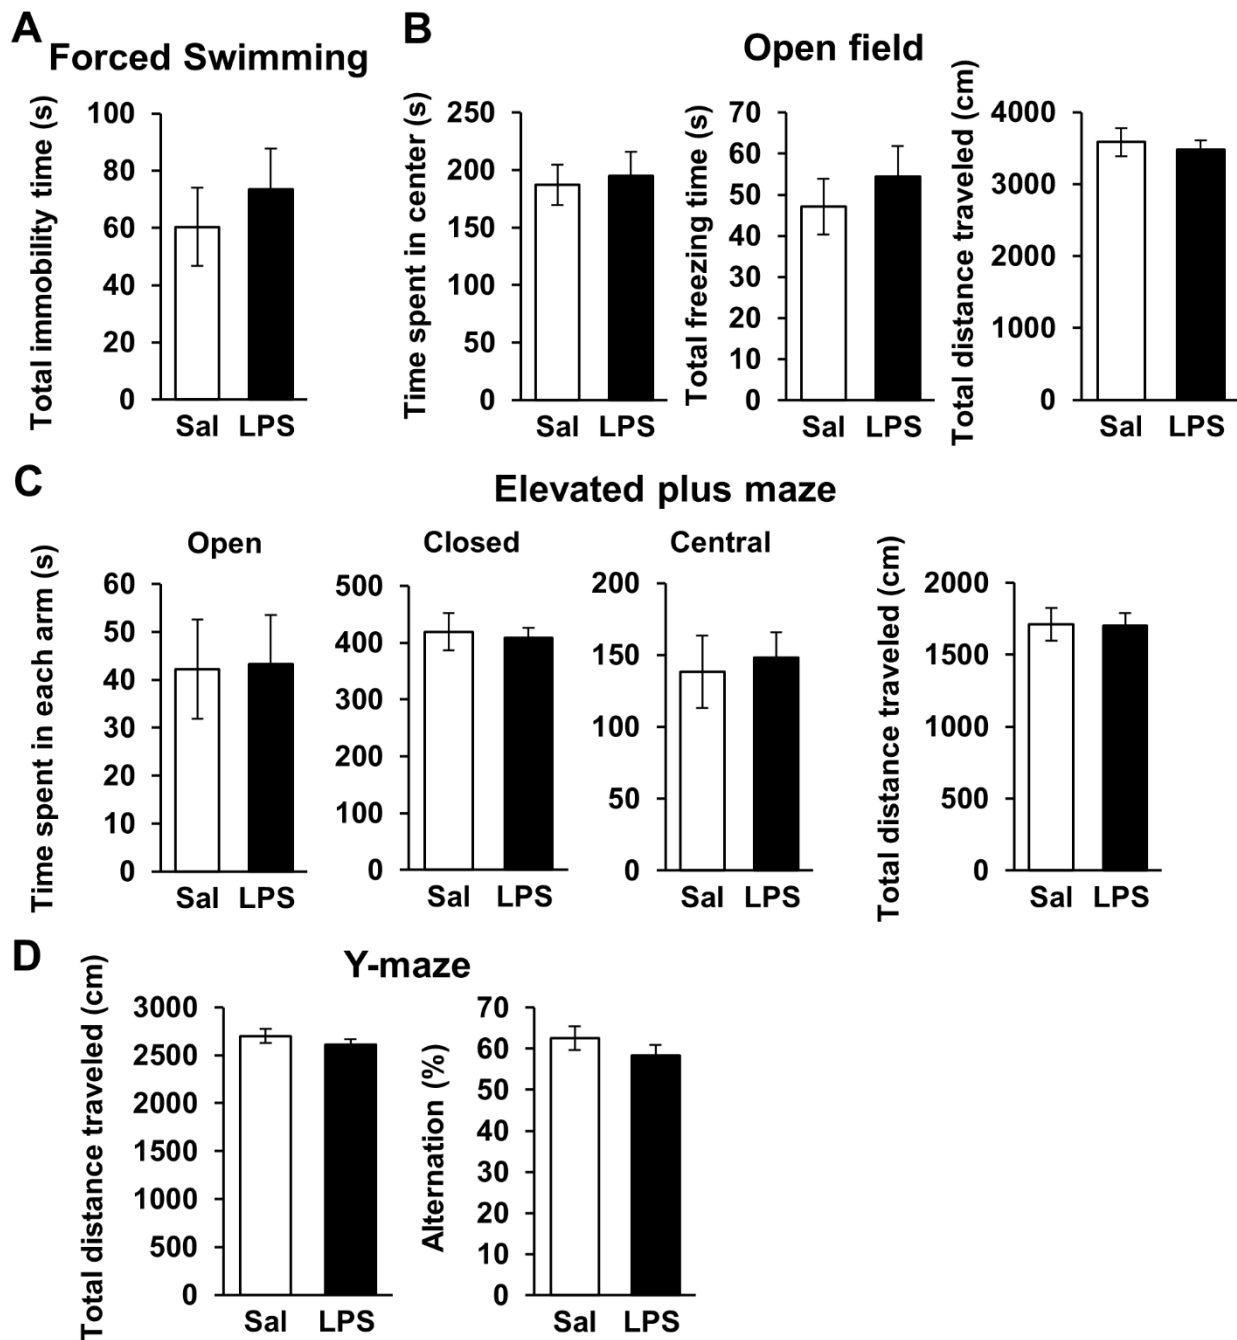 A
Forced Swimming
Total immobility time (s)
100
80
60
40
20
0
Sal LPS
B
Open field
Time spent in center (s)
250
200
150
100
50
0
Sal LPS
Total freezing time (s)
70
60
50
40
30
20
10
0
Sal LPS
Total distance traveled (cm)
4000
3000
2000
1000
0
Sal LPS
C
Elevated plus maze
Time spent in each arm (s)
Open
60
50
40
30
20
10
0
Sal LPS
Closed
500
400
300
200
100
0
Sal LPS
Central
200
150
100
50
0
Sal LPS
Total distance traveled (cm)
2000
1500
1000
500
0
Sal LPS
D
Y-maze
Total distance traveled (cm)
3000
2500
2000
1500
1000
500
0
Sal LPS
Alternation (%)
70
60
50
40
30
20
10
0
Sal LPS